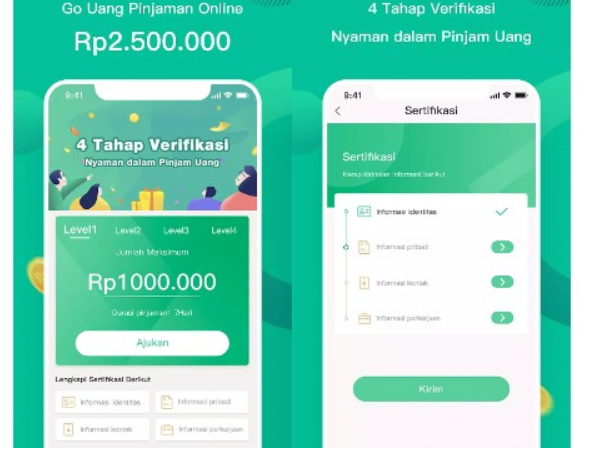 Go Uang Pinjaman Online
Rp2.500.000
9:41
4 Tahap Verifikasi
Nyaman dalam Pinjam Uang
Level1 Level2 Level3 Level4
Jumlah Maksimum
Rp1000.000
Durasi pinjaman: 7Hari
Ajukan
Lengkapi Sertifikasi Berikut
Informasi identitas
Informasi pribadi
Informasi kontak
Informasi pekerjaan
4 Tahap Verifikasi
Nyaman dalam Pinjam Uang
9:41
Sertifikasi
Sertifikasi
Harap kirimkan informasi berikut
Informasi identitas
Informasi pribadi
Informasi kontak
Informasi pekerjaan
Kirim